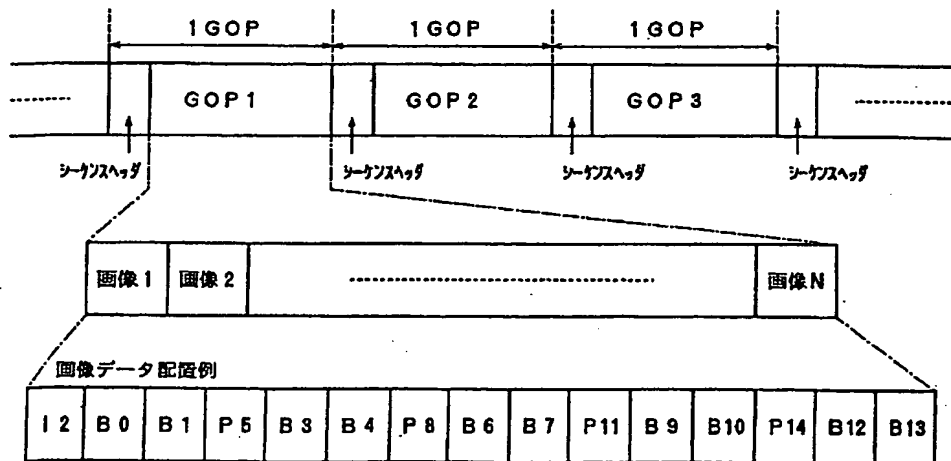 1GOP 1GOP 1GOP
GOP1 GOP2 GOP3
シーケンスヘッダ シーケンスヘッダ シーケンスヘッダ シーケンスヘッダ
画像1 画像2 画像N
画像データ配置例
I2 B0 B1 P5 B3 B4 P8 B6 B7 P11 B9 B10 P14 B12 B13